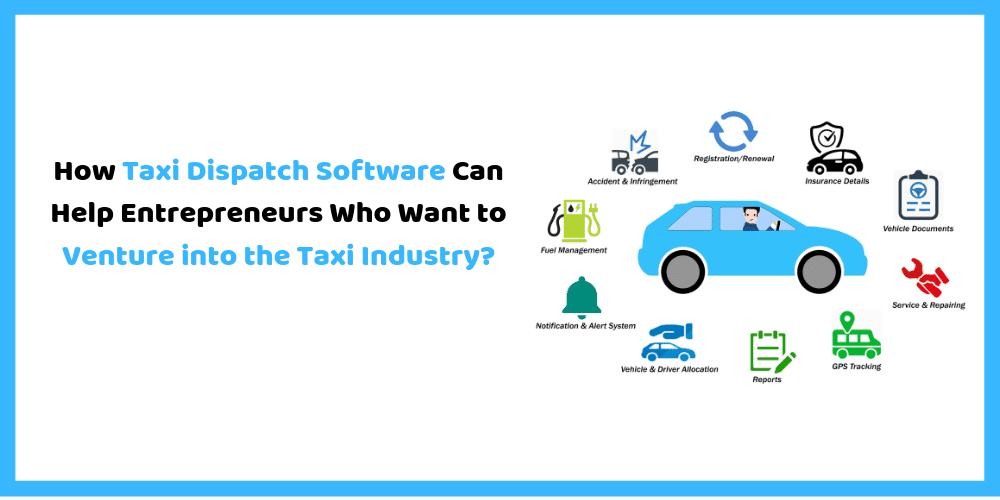 How Taxi Dispatch Software Can
Help Entrepreneurs Who Want to
Venture into the Taxi Industry?
Registration/Renewal
Accident & Infringement
Insurance Details
Vehicle Documents
Fuel Management
Service & Repairing
Notification & Alert System
Vehicle & Driver Allocation
GPS Tracking
Reports